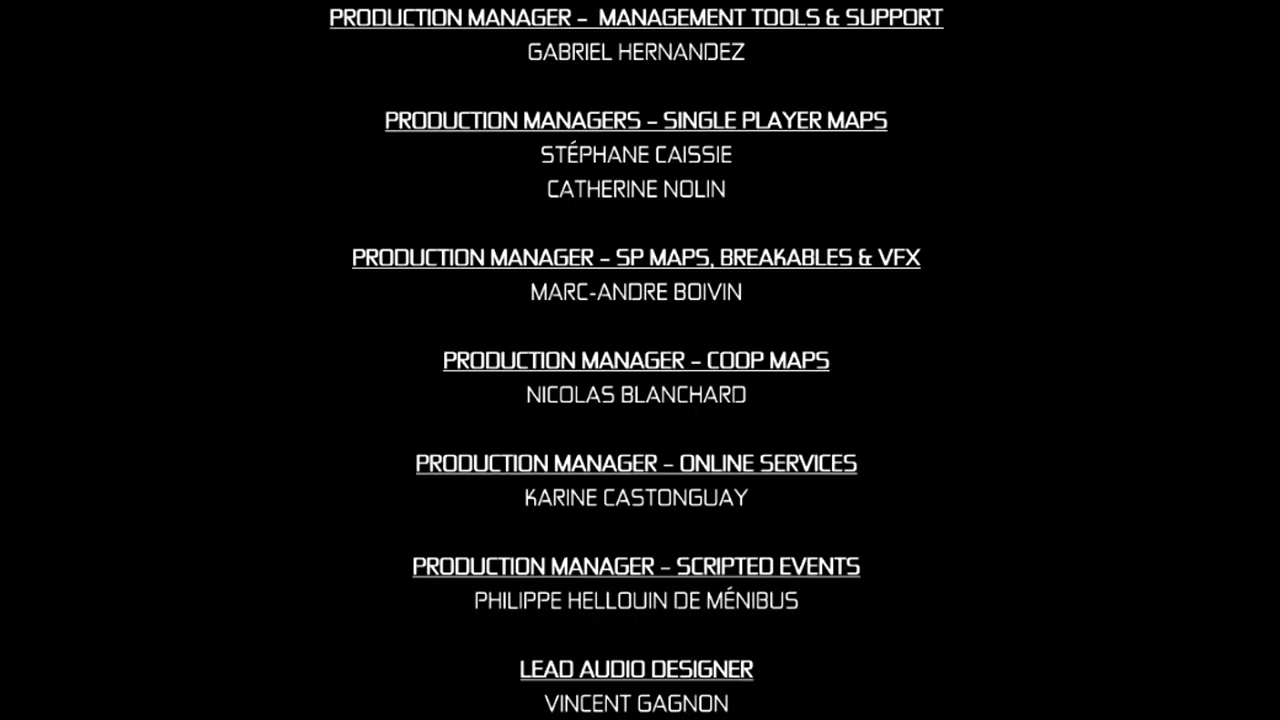 PRODUCTION MANAGER – MANAGEMENT TOOLS & SUPPORT
GABRIEL HERNANDEZ
PRODUCTION MANAGERS – SINGLE PLAYER MAPS
STÉPHANE CAISSIE
CATHERINE NOLIN
PRODUCTION MANAGER – SP MAPS, BREAKABLES & VFX
MARC-ANDRE BOIVIN
PRODUCTION MANAGER – COOP MAPS
NICOLAS BLANCHARD
PRODUCTION MANAGER – ONLINE SERVICES
KARINE CASTONGUAY
PRODUCTION MANAGER – SCRIPTED EVENTS
PHILIPPE HELLOUIN DE MÉNIBUS
LEAD AUDIO DESIGNER
VINCENT GAGNON